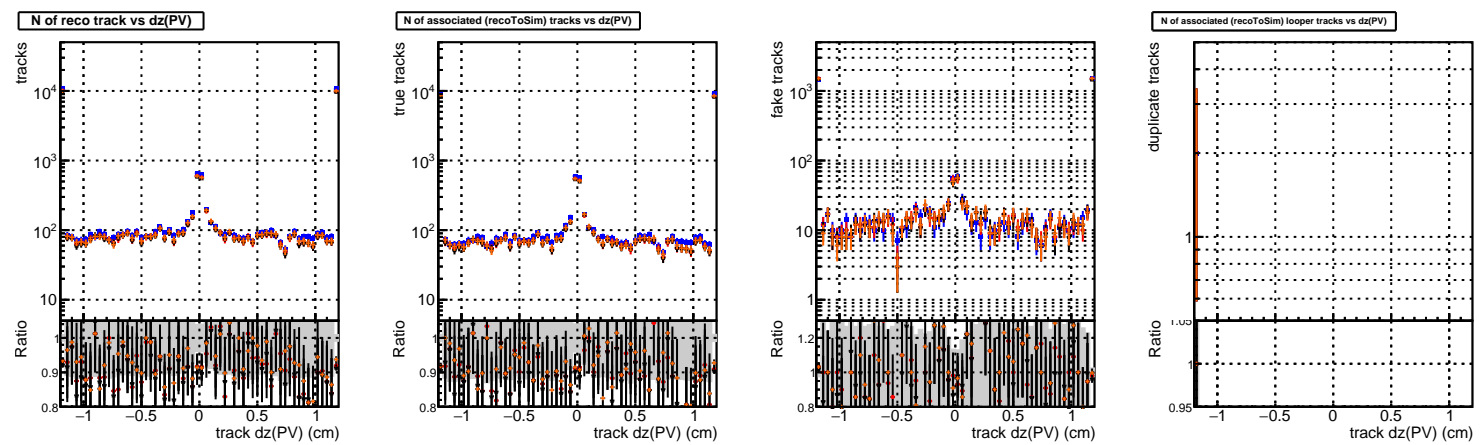 N of reco track vs dz(PV)
tracks
10⁴
10³
10²
10
Ratio
1
0.9
0.8
−1 −0.5 0 0.5 1
track dz(PV) (cm)
N of associated (recoToSim) tracks vs dz(PV)
true tracks
10⁴
10³
10²
10
Ratio
1
0.9
0.8
−1 −0.5 0 0.5 1
track dz(PV) (cm)
fake tracks
10³
10²
10
1
Ratio
1.2
1
0.8
−1 −0.5 0 0.5 1
track dz(PV) (cm)
N of associated (recoToSim) looper tracks vs dz(PV)
duplicate tracks
1
Ratio
1.05
1
0.95
−1 −0.5 0 0.5 1
track dz(PV) (cm)